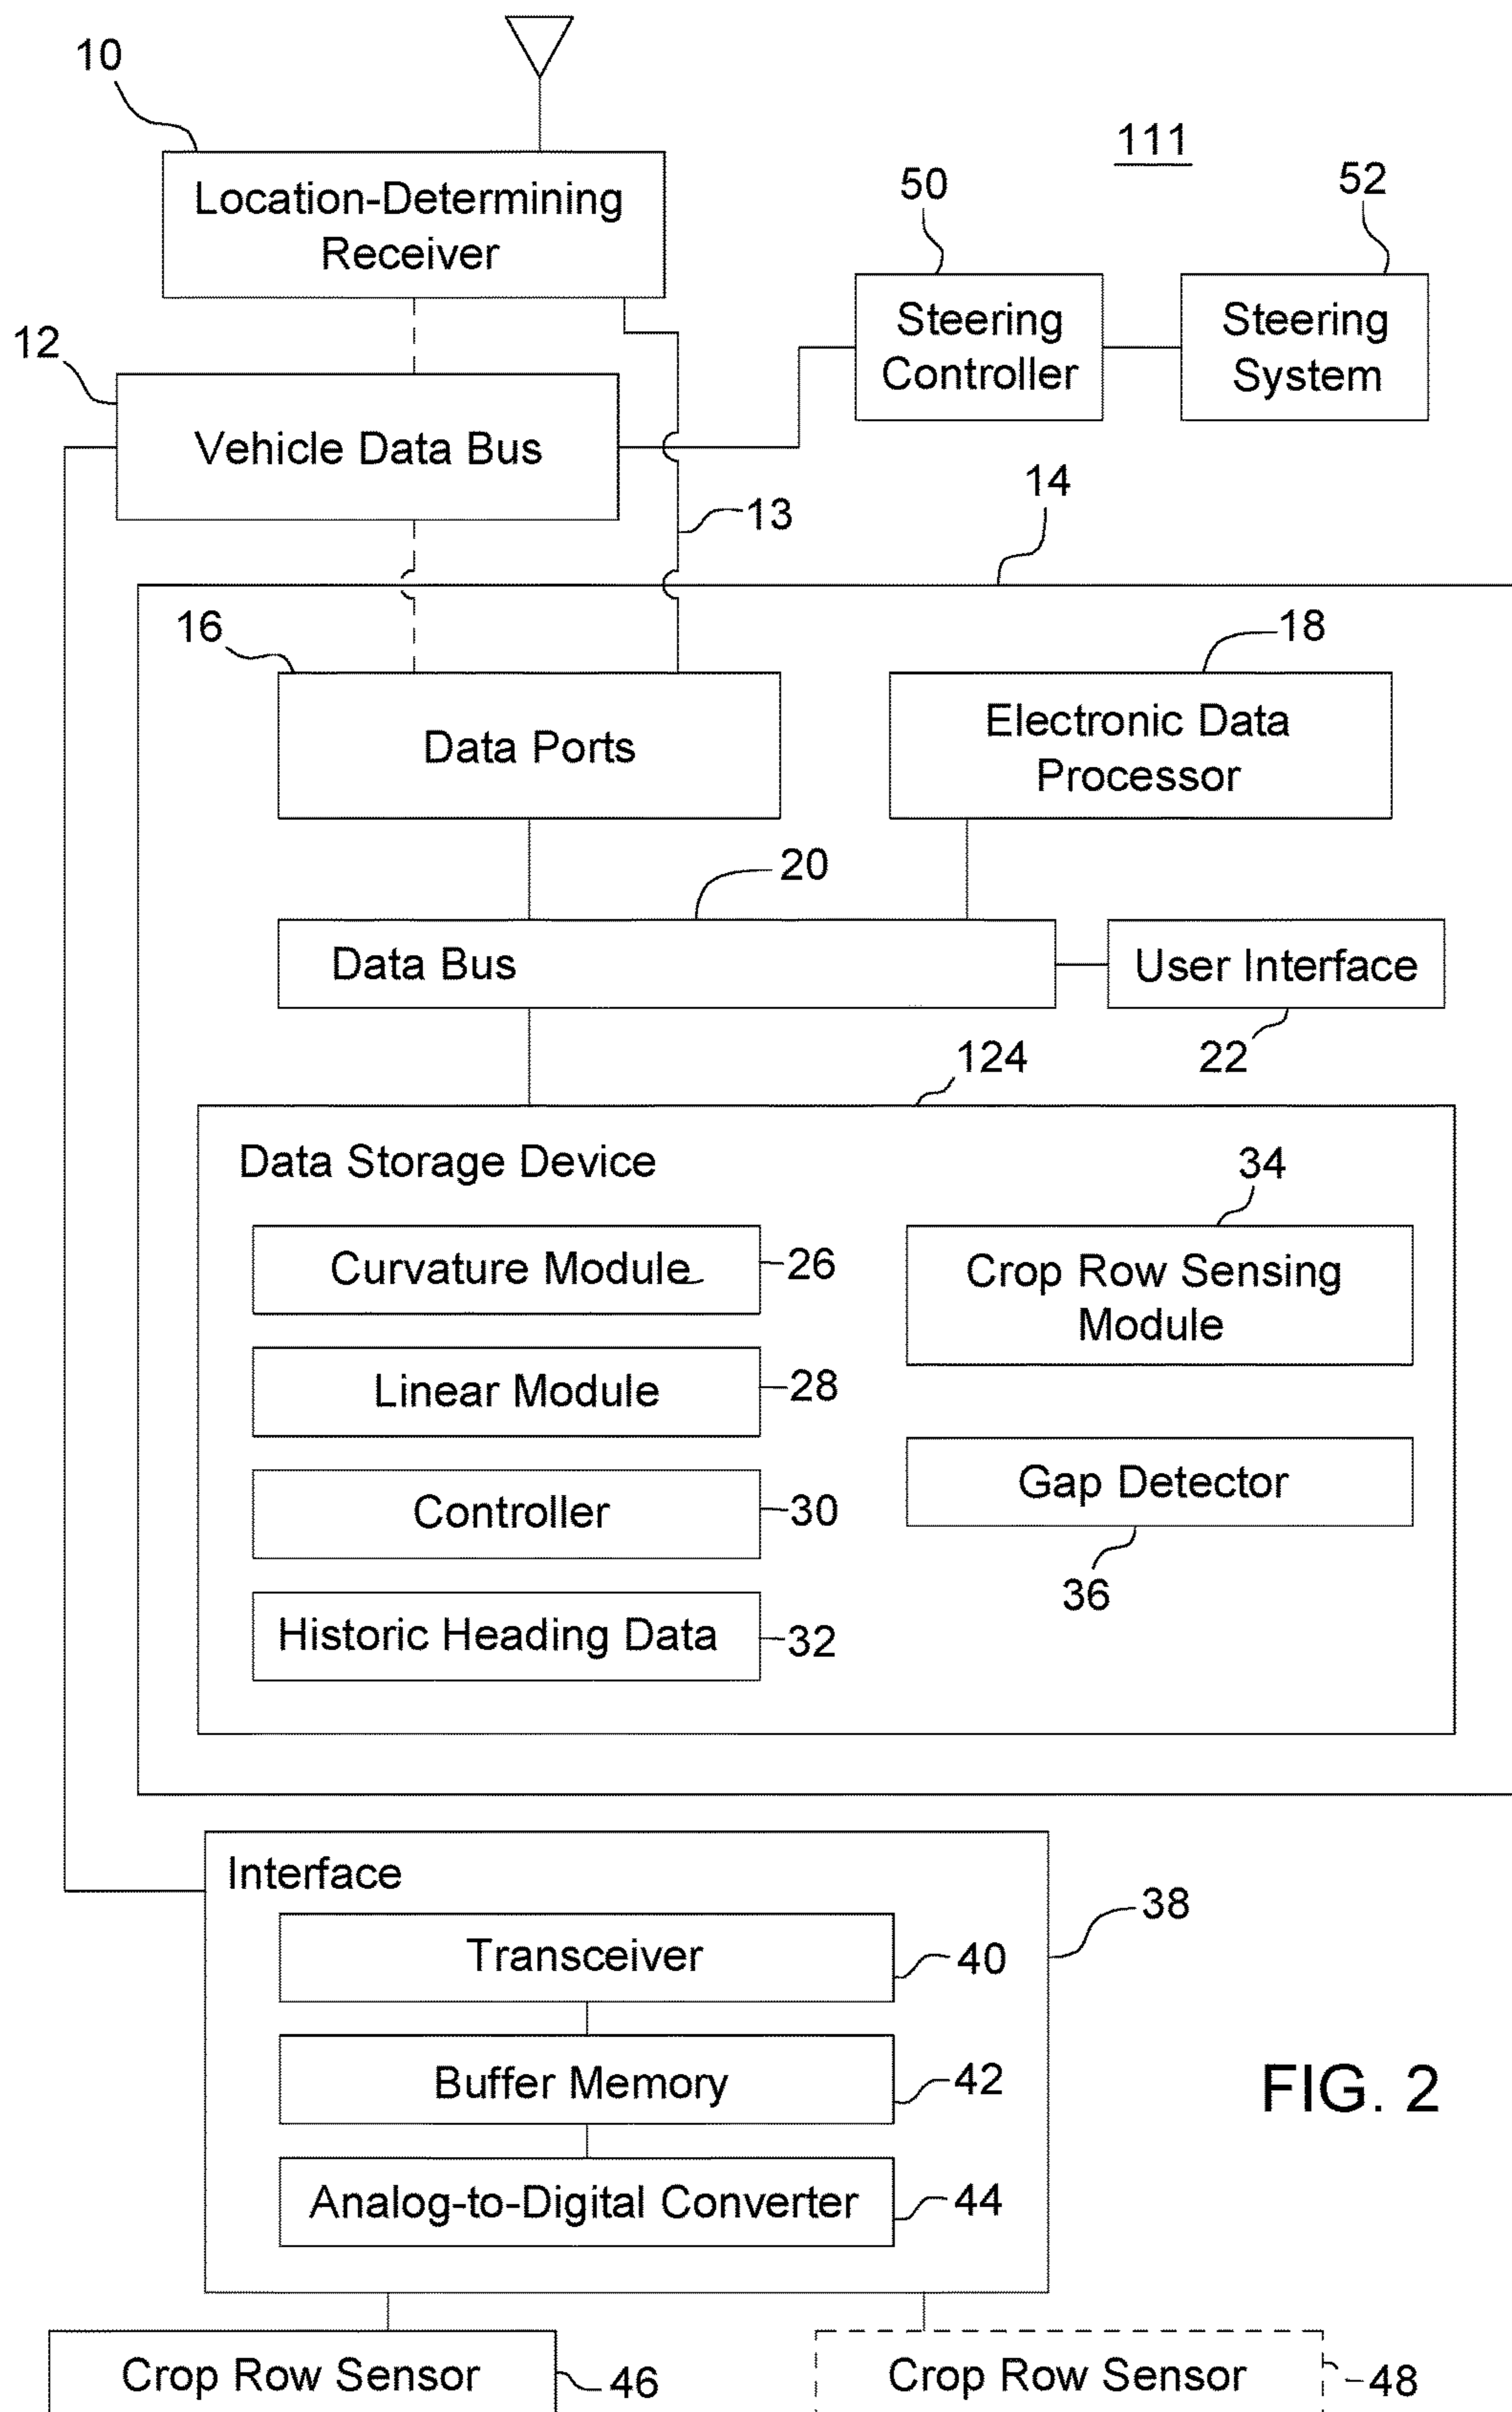 10
111
50
52
Location-Determining
Receiver
Steering
Controller
Steering
System
12
Vehicle Data Bus
14
13
16
18
Data Ports
Electronic Data
Processor
20
Data Bus
User Interface
22
124
Data Storage Device
34
Curvature Module
26
Crop Row Sensing
Module
Linear Module
28
Controller
30
Gap Detector
36
Historic Heading Data
32
Interface
38
Transceiver
40
Buffer Memory
42
FIG. 2
Analog-to-Digital Converter
44
Crop Row Sensor
46
Crop Row Sensor
48